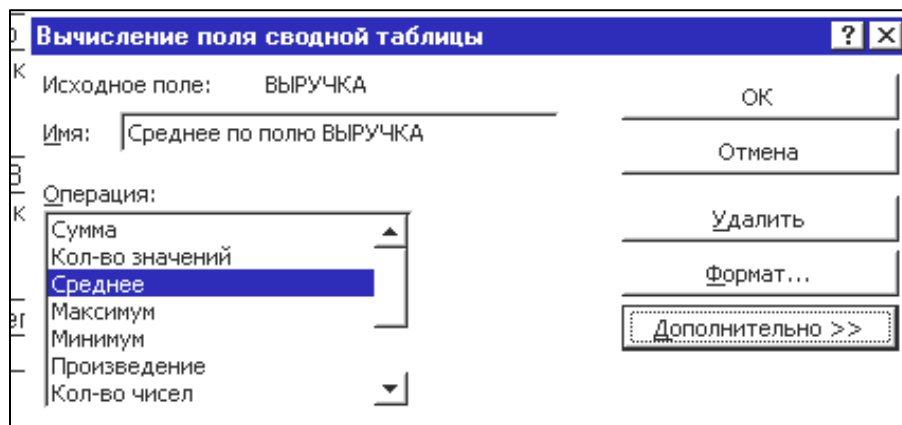 Вычисление поля сводной таблицы ? ×
Исходное поле: ВЫРУЧКА
Имя: Среднее по полю ВЫРУЧКА
Операция:
Сумма
Кол-во значений
Среднее
Максимум
Минимум
Произведение
Кол-во чисел
ОК
Отмена
Удалить
Формат...
Дополнительно >>